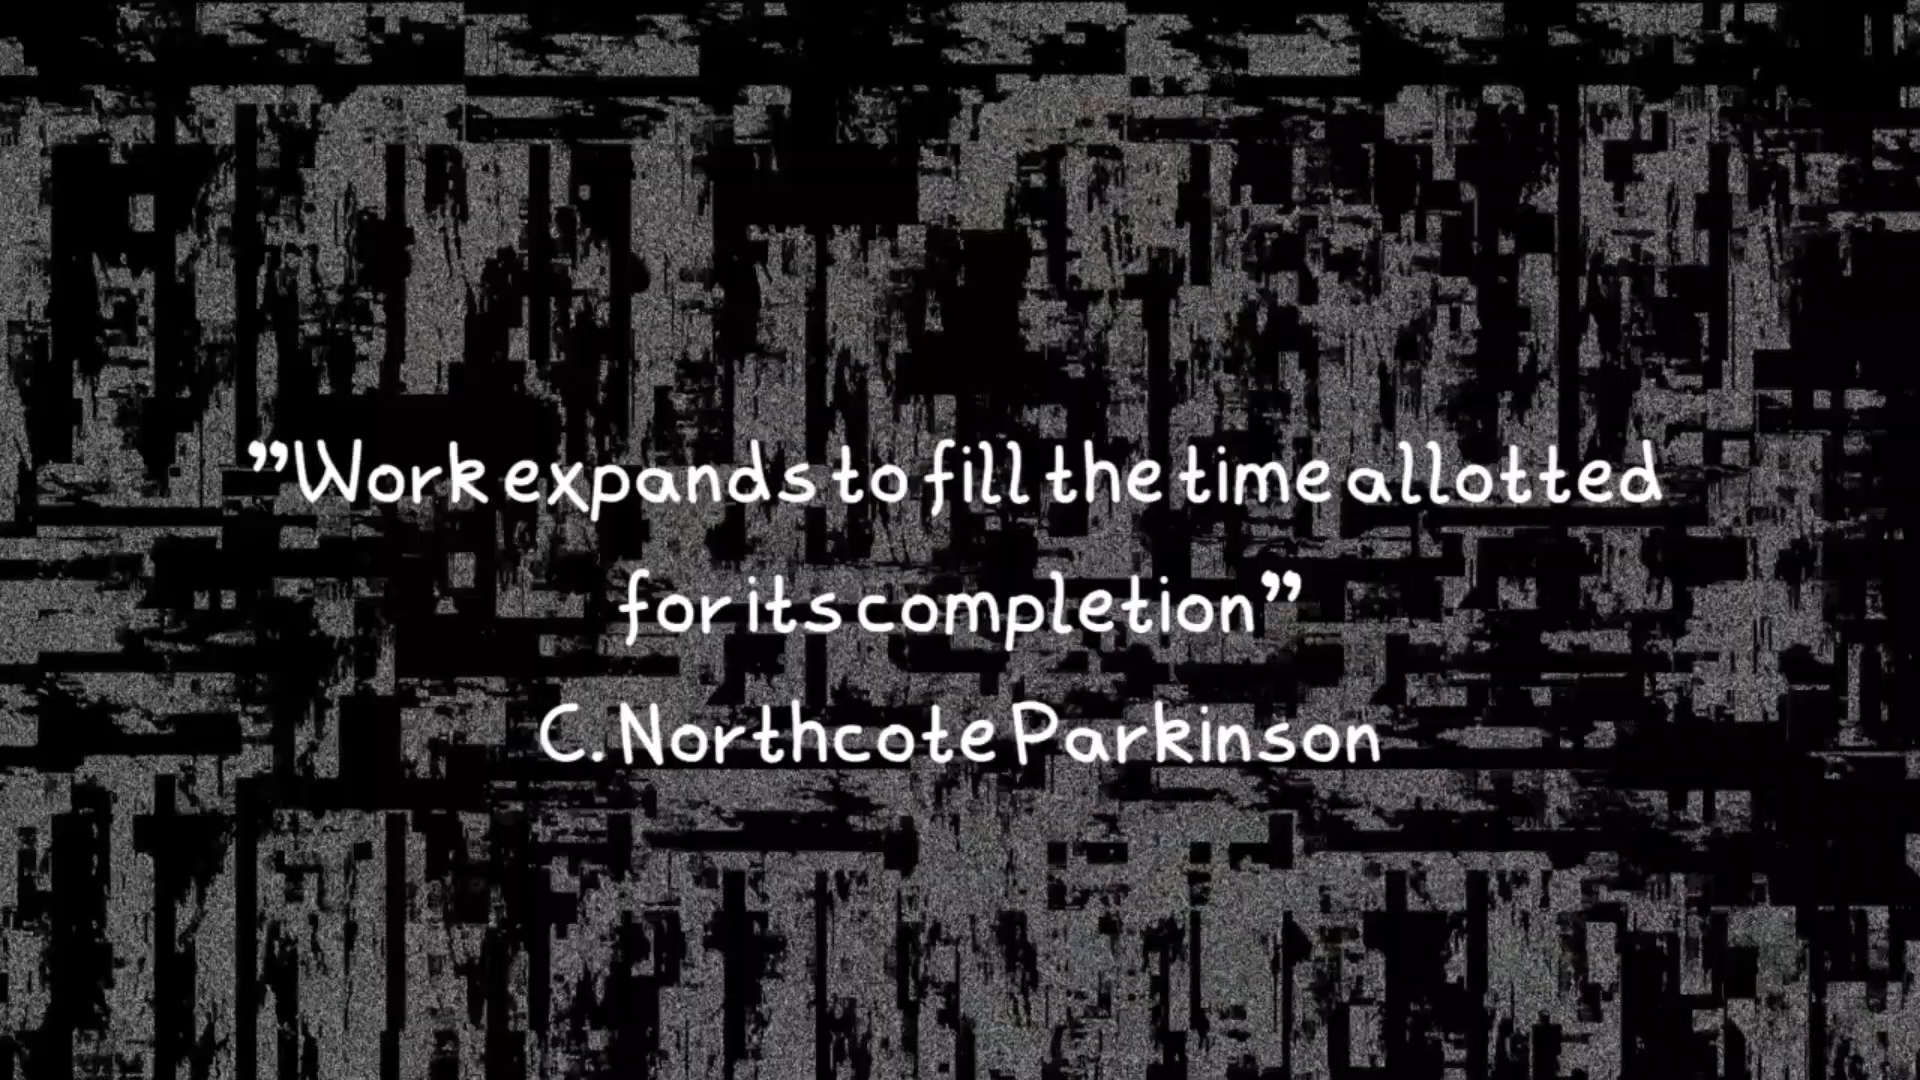 ”Work expands to fill the time allotted
for its completion”
C. Northcote Parkinson